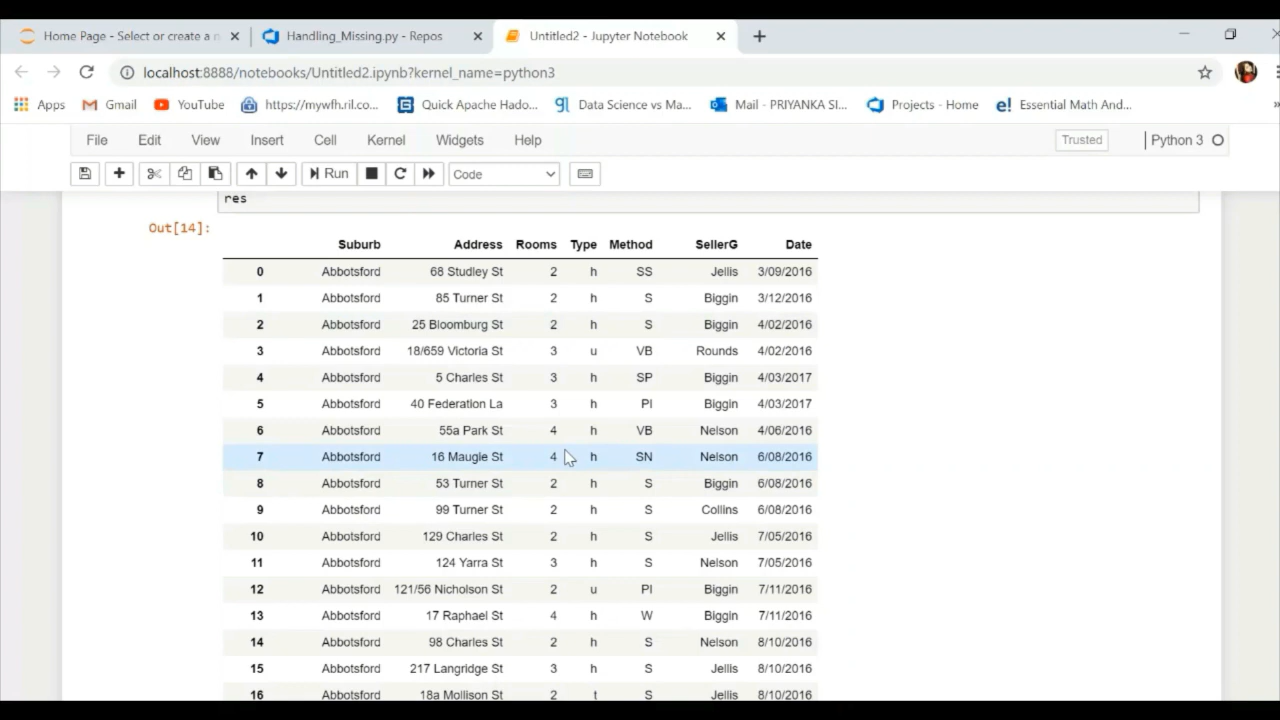 Home Page - Select or create a n
Handling_Missing.py - Repos
Untitled2 - Jupyter Notebook
localhost:8888/notebooks/Untitled2.ipynb?kernel_name=python3
Apps Gmail YouTube https://mywfh.ril.co... Quick Apache Hado... Data Science vs Ma... Mail - PRIYANKA SI... Projects - Home Essential Math And...
File Edit View Insert Cell Kernel Widgets Help Trusted Python 3
Run Code
res
Out[14]:
Suburb Address Rooms Type Method SellerG Date
0 Abbotsford 68 Studley St 2 h SS Jellis 3/09/2016
1 Abbotsford 85 Turner St 2 h S Biggin 3/12/2016
2 Abbotsford 25 Bloomburg St 2 h S Biggin 4/02/2016
3 Abbotsford 18/659 Victoria St 3 u VB Rounds 4/02/2016
4 Abbotsford 5 Charles St 3 h SP Biggin 4/03/2017
5 Abbotsford 40 Federation La 3 h PI Biggin 4/03/2017
6 Abbotsford 55a Park St 4 h VB Nelson 4/06/2016
7 Abbotsford 16 Maugie St 4 h SN Nelson 6/08/2016
8 Abbotsford 53 Turner St 2 h S Biggin 6/08/2016
9 Abbotsford 99 Turner St 2 h S Collins 6/08/2016
10 Abbotsford 129 Charles St 2 h S Jellis 7/05/2016
11 Abbotsford 124 Yarra St 3 h S Nelson 7/05/2016
12 Abbotsford 121/56 Nicholson St 2 u PI Biggin 7/11/2016
13 Abbotsford 17 Raphael St 4 h W Biggin 7/11/2016
14 Abbotsford 98 Charles St 2 h S Nelson 8/10/2016
15 Abbotsford 217 Langridge St 3 h S Jellis 8/10/2016
16 Abbotsford 18a Mollison St 2 t S Jellis 8/10/2016